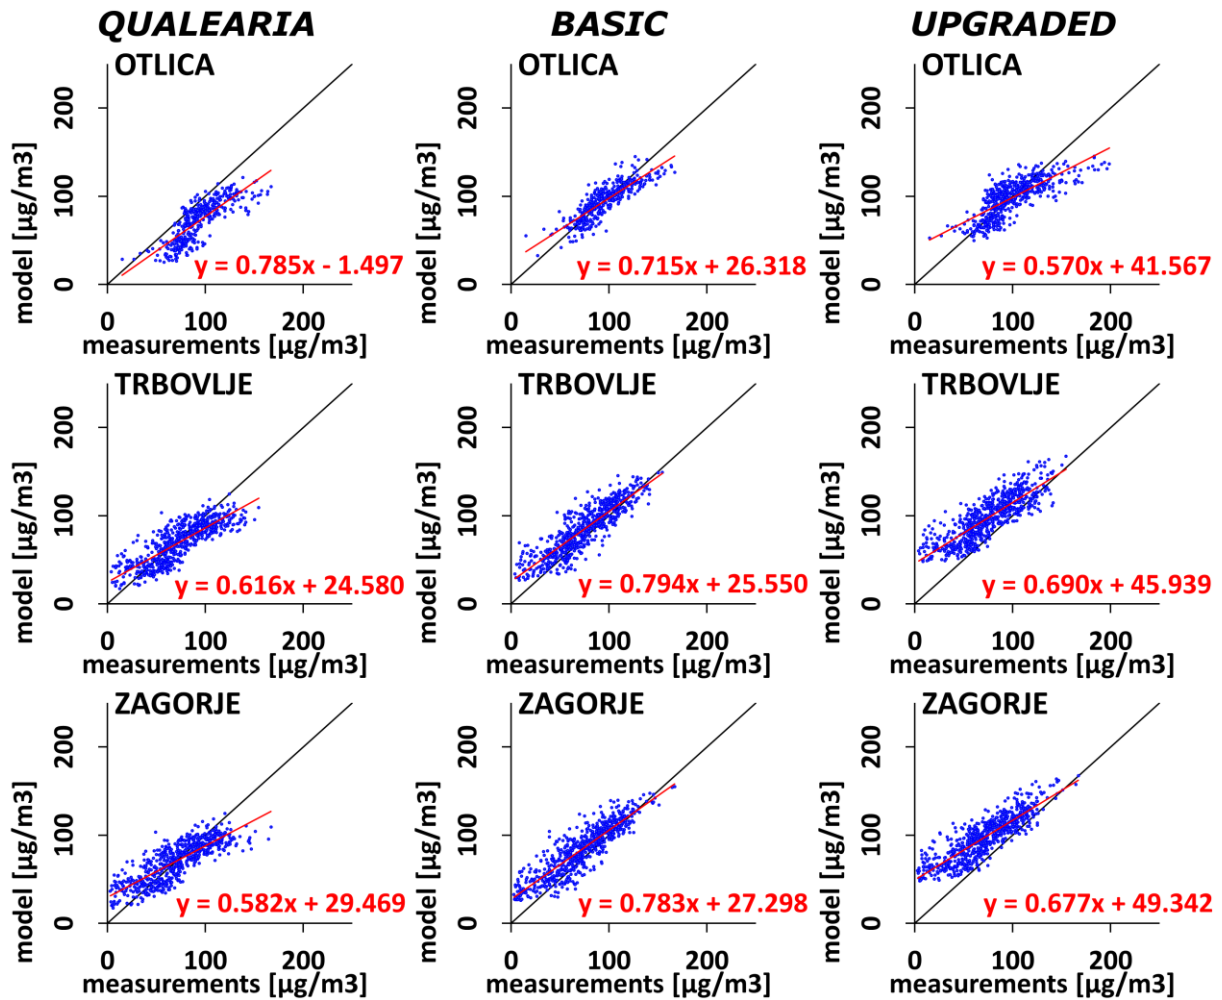 QUALEARIA BASIC UPGRADED
OTLICA OTLICA OTLICA
model [µg/m3] model [µg/m3] model [µg/m3]
200 200 200
100 100 100
0 0 0
y = 0.785x - 1.497 y = 0.715x + 26.318 y = 0.570x + 41.567
0 100 200 0 100 200 0 100 200
measurements [µg/m3] measurements [µg/m3] measurements [µg/m3]
TRBOVLJE TRBOVLJE TRBOVLJE
model [µg/m3] model [µg/m3] model [µg/m3]
200 200 200
100 100 100
0 0 0
y = 0.616x + 24.580 y = 0.794x + 25.550 y = 0.690x + 45.939
0 100 200 0 100 200 0 100 200
measurements [µg/m3] measurements [µg/m3] measurements [µg/m3]
ZAGORJE ZAGORJE ZAGORJE
model [µg/m3] model [µg/m3] model [µg/m3]
200 200 200
100 100 100
0 0 0
y = 0.582x + 29.469 y = 0.783x + 27.298 y = 0.677x + 49.342
0 100 200 0 100 200 0 100 200
measurements [µg/m3] measurements [µg/m3] measurements [µg/m3]